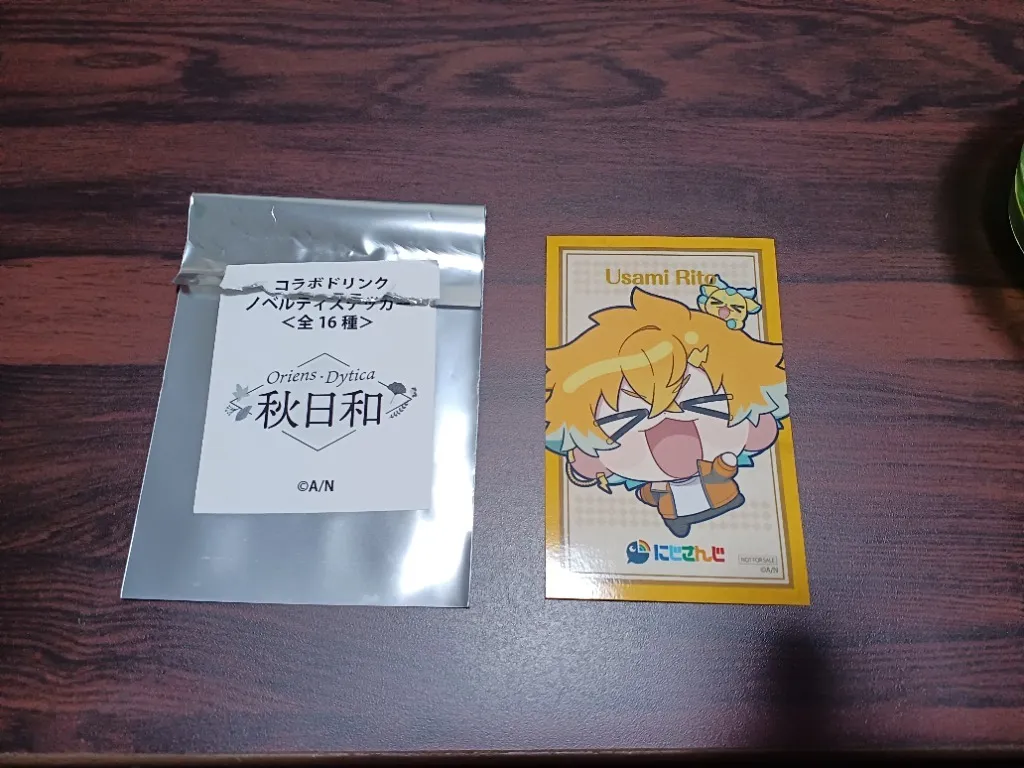 コラボドリンク
ノベルティステッカー
＜全16種＞
Oriens・Dytica
秋日和
©A/N
Usami Rito
にじさんじ
NOT FOR SALE
©A/N